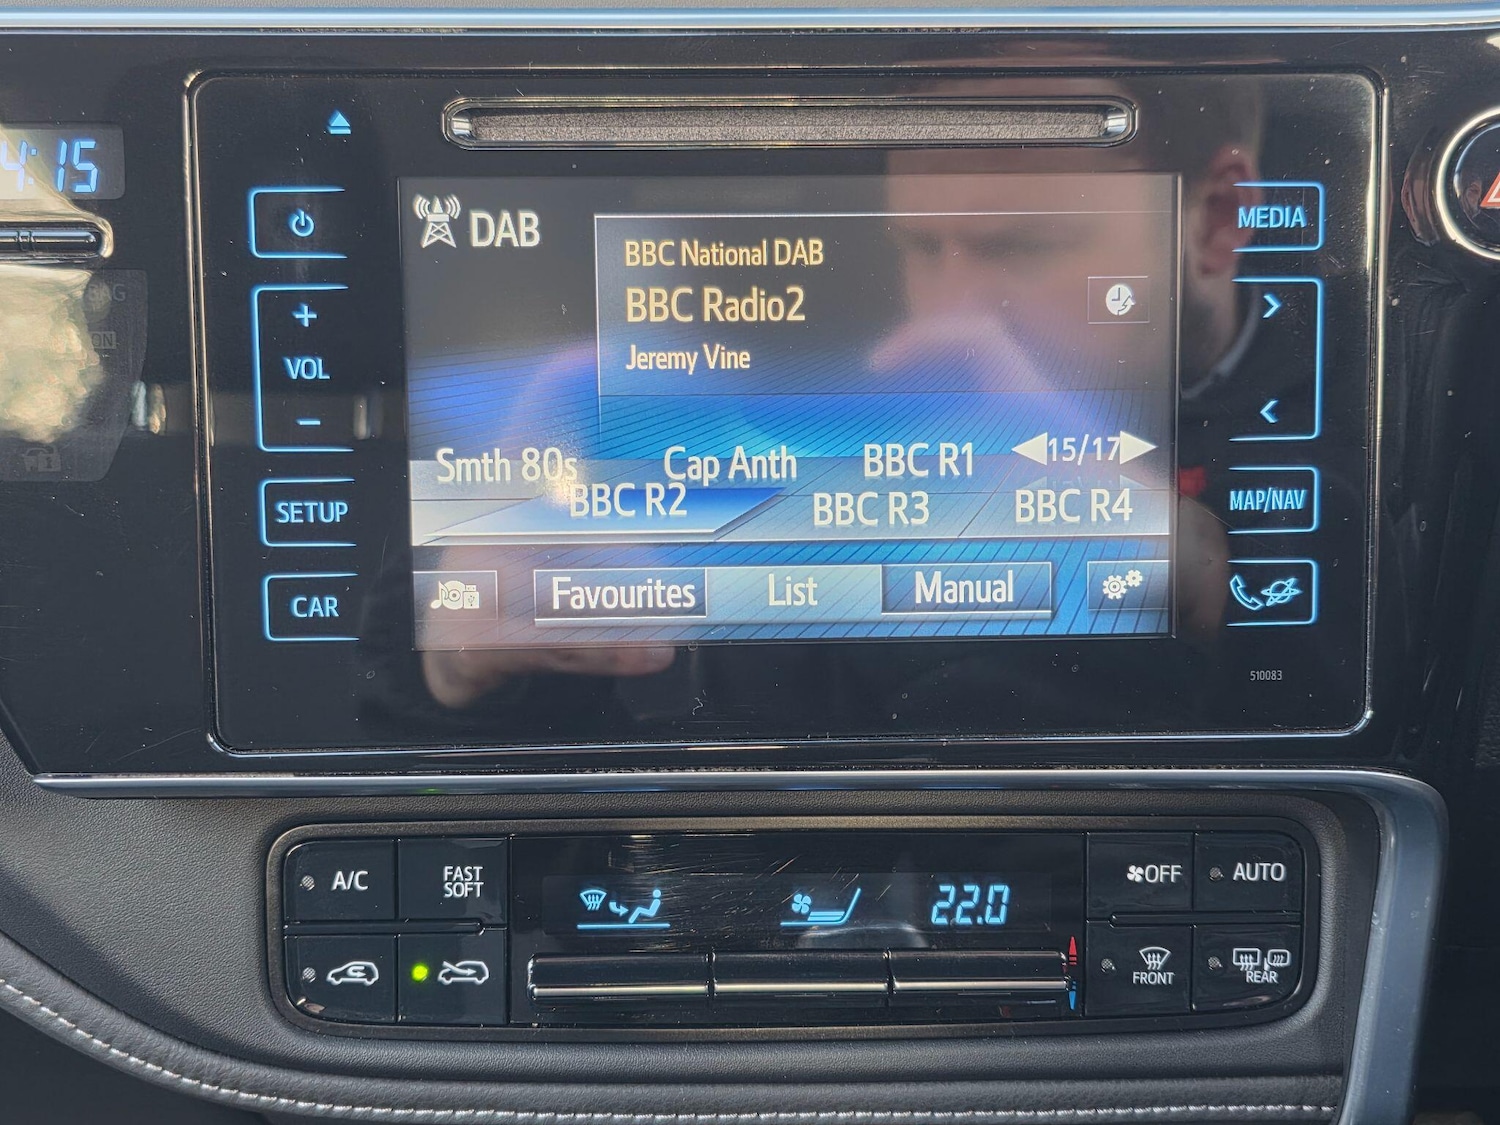 4:15
DAB
BBC National DAB
BBC Radio2
Jeremy Vine
Smth 80s
Cap Anth
BBC R1
15/17
BBC R2
BBC R3
BBC R4
Favourites
List
Manual
VOL
SETUP
CAR
MEDIA
MAP/NAV
510083
A/C
FAST
SOFT
22.0
OFF
AUTO
FRONT
REAR